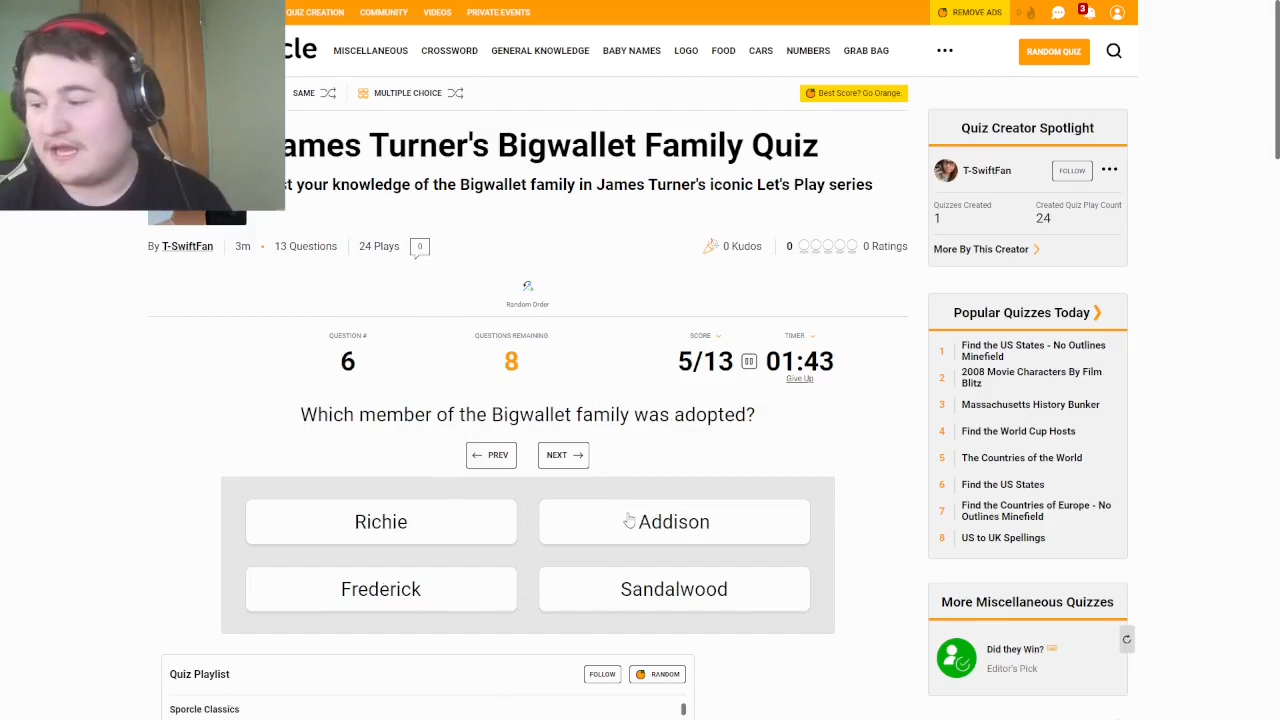 QUIZ CREATION COMMUNITY VIDEOS PRIVATE EVENTS REMOVE ADS 0 3
cle MISCELLANEOUS CROSSWORD GENERAL KNOWLEDGE BABY NAMES LOGO FOOD CARS NUMBERS GRAB BAG ••• RANDOM QUIZ
SAME MULTIPLE CHOICE Best Score? Go Orange.
ames Turner's Bigwallet Family Quiz
st your knowledge of the Bigwallet family in James Turner's iconic Let's Play series
By T-SwiftFan 3m • 13 Questions 24 Plays 0 0 Kudos 0 0 Ratings
Random Order
QUESTION # QUESTIONS REMAINING SCORE TIMER
6 8 5/13 01:43
Give Up
Which member of the Bigwallet family was adopted?
← PREV NEXT →
Richie Addison
Frederick Sandalwood
Quiz Playlist FOLLOW RANDOM
Sporcle Classics
Quiz Creator Spotlight
T-SwiftFan FOLLOW •••
Quizzes Created Created Quiz Play Count
1 24
More By This Creator
Popular Quizzes Today
1 Find the US States - No Outlines
Minefield
2 2008 Movie Characters By Film
Blitz
3 Massachusetts History Bunker
4 Find the World Cup Hosts
5 The Countries of the World
6 Find the US States
7 Find the Countries of Europe - No
Outlines Minefield
8 US to UK Spellings
More Miscellaneous Quizzes
Did they Win?
Editor's Pick